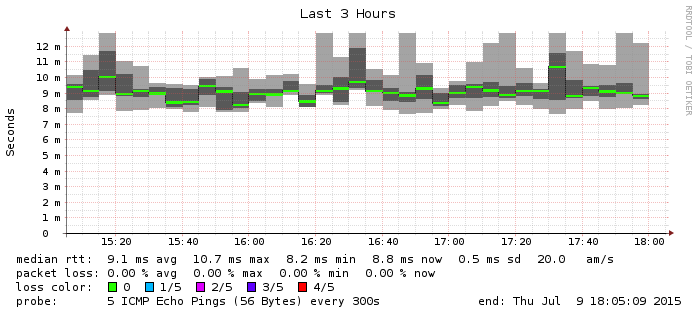 Last 3 Hours
RRDTOOL / TOBI OETIKER
Seconds
12 m
11 m
10 m
9 m
8 m
7 m
6 m
5 m
4 m
3 m
2 m
1 m
0
15:20 15:40 16:00 16:20 16:40 17:00 17:20 17:40 18:00
median rtt: 9.1 ms avg 10.7 ms max 8.2 ms min 8.8 ms now 0.5 ms sd 20.0 am/s
packet loss: 0.00 % avg 0.00 % max 0.00 % min 0.00 % now
loss color: 0 1/5 2/5 3/5 4/5
probe: 5 ICMP Echo Pings (56 Bytes) every 300s end: Thu Jul 9 18:05:09 2015